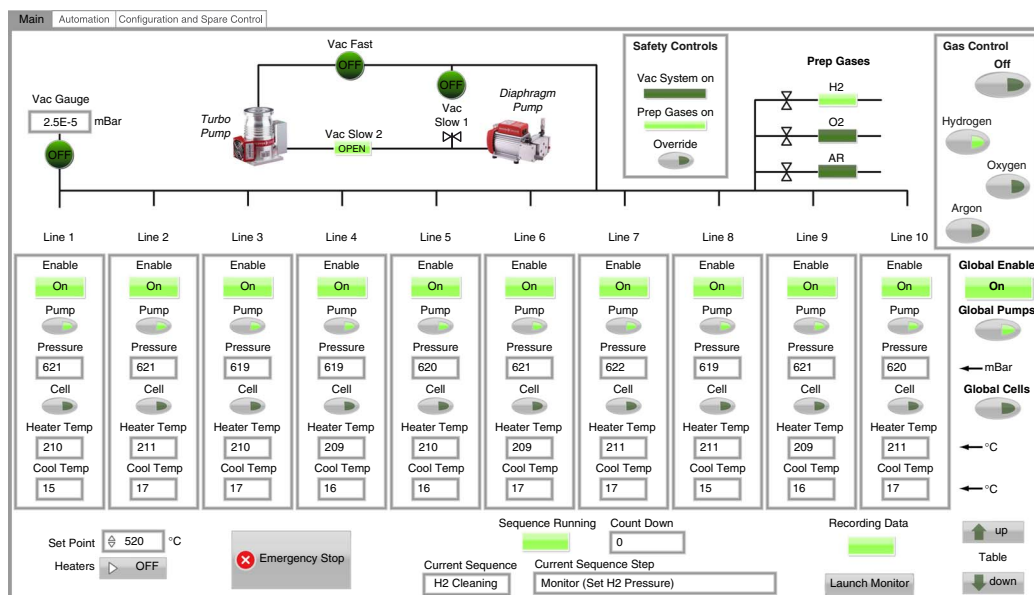 Main Automation Configuration and Spare Control
Vac Fast
OFF
OFF
Vac Gauge
2.5E-5 mBar
OFF
Turbo Pump
Vac Slow 2
OPEN
Vac Slow 1
Diaphragm Pump
Safety Controls
Vac System on
Prep Gases on
Override
Prep Gases
H2
O2
AR
Gas Control
Off
Hydrogen
Oxygen
Argon
Line 1 Line 2 Line 3 Line 4 Line 5 Line 6 Line 7 Line 8 Line 9 Line 10
Enable Enable Enable Enable Enable Enable Enable Enable Enable Enable Global Enable
On On On On On On On On On On On
Pump Pump Pump Pump Pump Pump Pump Pump Pump Pump Global Pumps
Pressure Pressure Pressure Pressure Pressure Pressure Pressure Pressure Pressure Pressure
621 621 619 619 620 621 622 619 621 620 mBar
Cell Cell Cell Cell Cell Cell Cell Cell Cell Cell Global Cells
Heater Temp Heater Temp Heater Temp Heater Temp Heater Temp Heater Temp Heater Temp Heater Temp Heater Temp Heater Temp
210 211 210 209 210 209 211 211 209 211 °C
Cool Temp Cool Temp Cool Temp Cool Temp Cool Temp Cool Temp Cool Temp Cool Temp Cool Temp Cool Temp
15 17 17 16 16 17 17 15 16 17 °C
Set Point 520 °C
Heaters OFF
Emergency Stop
Sequence Running
Count Down
0
Current Sequence
H2 Cleaning
Current Sequence Step
Monitor (Set H2 Pressure)
Recording Data
Launch Monitor
up
Table
down